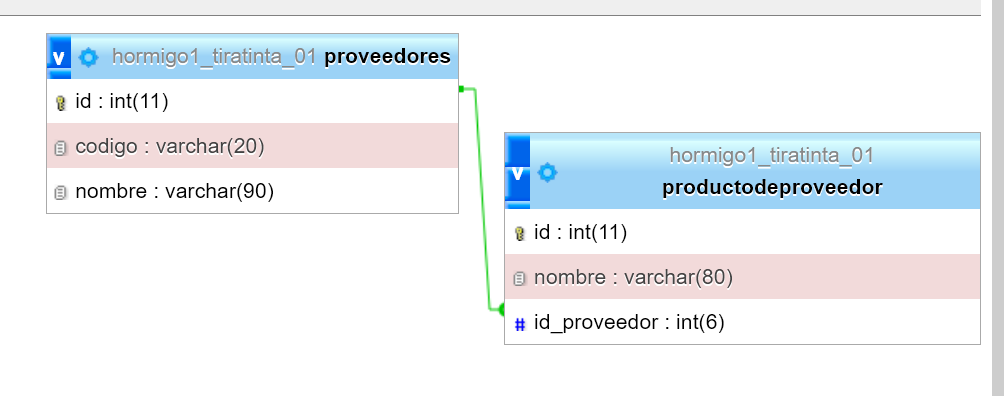 v hormigo1_tiratinta_01 proveedores
id : int(11)
codigo : varchar(20)
nombre : varchar(90)
v hormigo1_tiratinta_01
productodeproveedor
id : int(11)
nombre : varchar(80)
# id_proveedor : int(6)